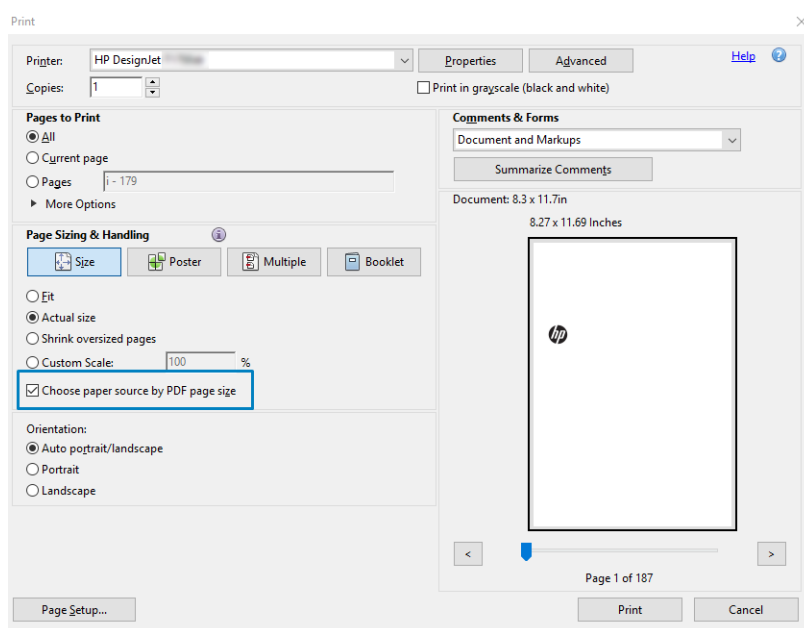 Print
Printer: HP DesignJet
Properties
Advanced
Help
Copies: 1
Print in grayscale (black and white)
Pages to Print
All
Current page
Pages i - 179
More Options
Page Sizing & Handling
Size
Poster
Multiple
Booklet
Fit
Actual size
Shrink oversized pages
Custom Scale: 100 %
Choose paper source by PDF page size
Orientation:
Auto portrait/landscape
Portrait
Landscape
Comments & Forms
Document and Markups
Summarize Comments
Document: 8.3 x 11.7in
8.27 x 11.69 Inches
hp
<
>
Page 1 of 187
Page Setup...
Print
Cancel